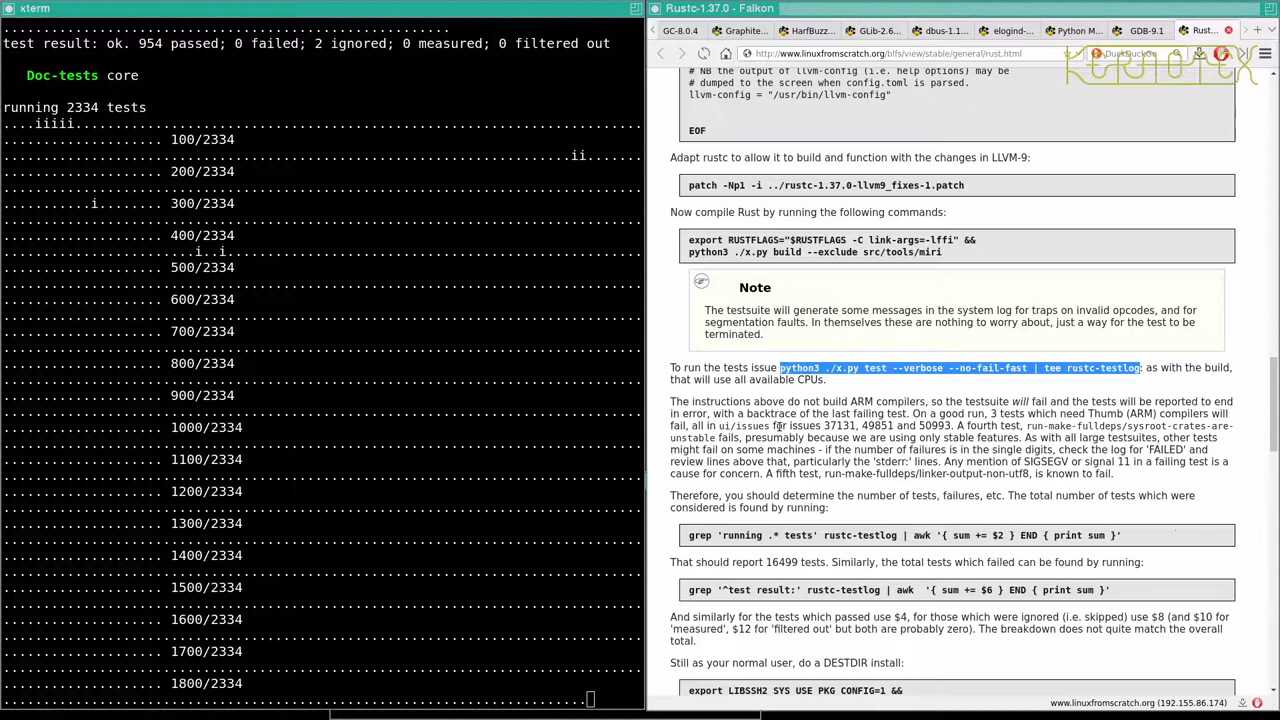 xterm
test result: ok. 954 passed; 0 failed; 2 ignored; 0 measured; 0 filtered out
Doc-tests core
running 2334 tests
....iiiii......................................................................
.................... 100/2334
........................................................................ii......
.................... 200/2334
................................................................................
...........i........ 300/2334
................................................................................
.................... 400/2334
........................i..i....................................................
.................... 500/2334
................................................................................
.................... 600/2334
................................................................................
.................... 700/2334
................................................................................
.................... 800/2334
................................................................................
.................... 900/2334
................................................................................
.................... 1000/2334
................................................................................
.................... 1100/2334
................................................................................
.................... 1200/2334
................................................................................
.................... 1300/2334
................................................................................
.................... 1400/2334
................................................................................
.................... 1500/2334
................................................................................
.................... 1600/2334
................................................................................
.................... 1700/2334
................................................................................
.................... 1800/2334
.........................................................................
Rustc-1.37.0 - Falkon
GC-8.0.4 Graphite... HarfBuzz... GLib-2.6... dbus-1.1... elogind-... Python M... GDB-9.1 Rust...
http://www.linuxfromscratch.org/blfs/view/stable/general/rust.html DuckDuckGo
KERNOTEX
# NB the output of llvm-config (i.e. help options) may be
# dumped to the screen when config.toml is parsed.
llvm-config = "/usr/bin/llvm-config"
EOF
Adapt rustc to allow it to build and function with the changes in LLVM-9:
patch -Np1 -i ../rustc-1.37.0-llvm9_fixes-1.patch
Now compile Rust by running the following commands:
export RUSTFLAGS="$RUSTFLAGS -C link-args=-lffi" &&
python3 ./x.py build --exclude src/tools/miri
Note
The testsuite will generate some messages in the system log for traps on invalid opcodes, and for
segmentation faults. In themselves these are nothing to worry about, just a way for the test to be
terminated.
To run the tests issue python3 ./x.py test --verbose --no-fail-fast | tee rustc-testlog: as with the build,
that will use all available CPUs.
The instructions above do not build ARM compilers, so the testsuite will fail and the tests will be reported to end
in error, with a backtrace of the last failing test. On a good run, 3 tests which need Thumb (ARM) compilers will
fail, all in ui/issues for issues 37131, 49851 and 50993. A fourth test, run-make-fulldeps/sysroot-crates-are-
unstable fails, presumably because we are using only stable features. As with all large testsuites, other tests
might fail on some machines - if the number of failures is in the single digits, check the log for 'FAILED' and
review lines above that, particularly the 'stderr:' lines. Any mention of SIGSEGV or signal 11 in a failing test is a
cause for concern. A fifth test, run-make-fulldeps/linker-output-non-utf8, is known to fail.
Therefore, you should determine the number of tests, failures, etc. The total number of tests which were
considered is found by running:
grep 'running .* tests' rustc-testlog | awk '{ sum += $2 } END { print sum }'
That should report 16499 tests. Similarly, the total tests which failed can be found by running:
grep '^test result:' rustc-testlog | awk  '{ sum += $6 } END { print sum }'
And similarly for the tests which passed use $4, for those which were ignored (i.e. skipped) use $8 (and $10 for
'measured', $12 for 'filtered out' but both are probably zero). The breakdown does not quite match the overall
total.
Still as your normal user, do a DESTDIR install:
export LIBSSH2_SYS_USE_PKG_CONFIG=1 &&
www.linuxfromscratch.org (192.155.86.174)